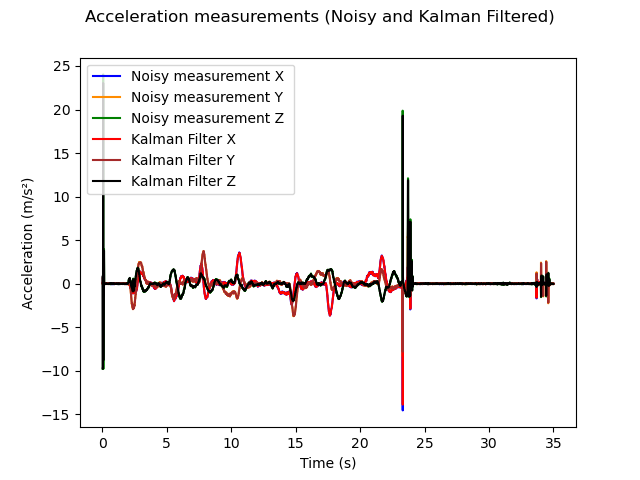 Acceleration measurements (Noisy and Kalman Filtered)
Noisy measurement X
Noisy measurement Y
Noisy measurement Z
Kalman Filter X
Kalman Filter Y
Kalman Filter Z
Acceleration (m/s²)
25
20
15
10
5
0
−5
−10
−15
0 5 10 15 20 25 30 35
Time (s)